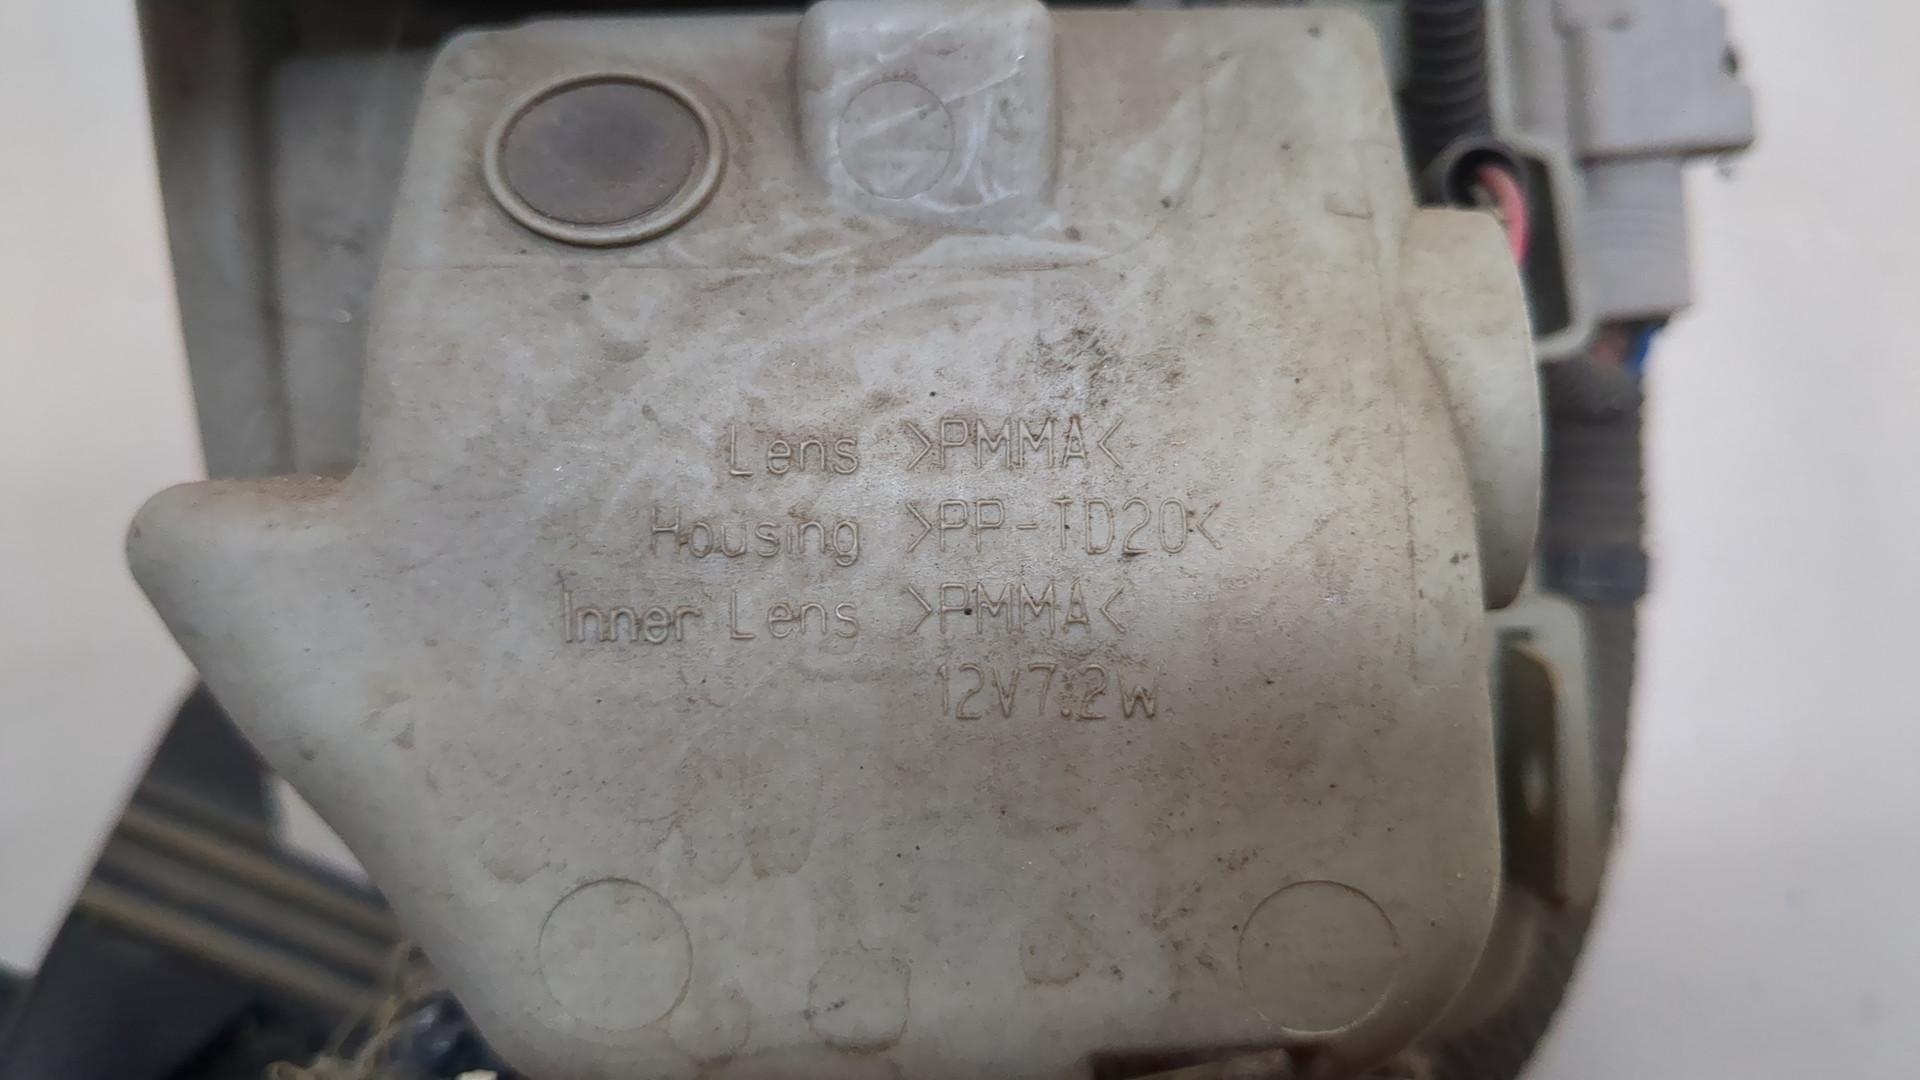 Lens >PMMA<
Housing >PP-TD20<
Inner Lens >PMMA<
12V7.2W